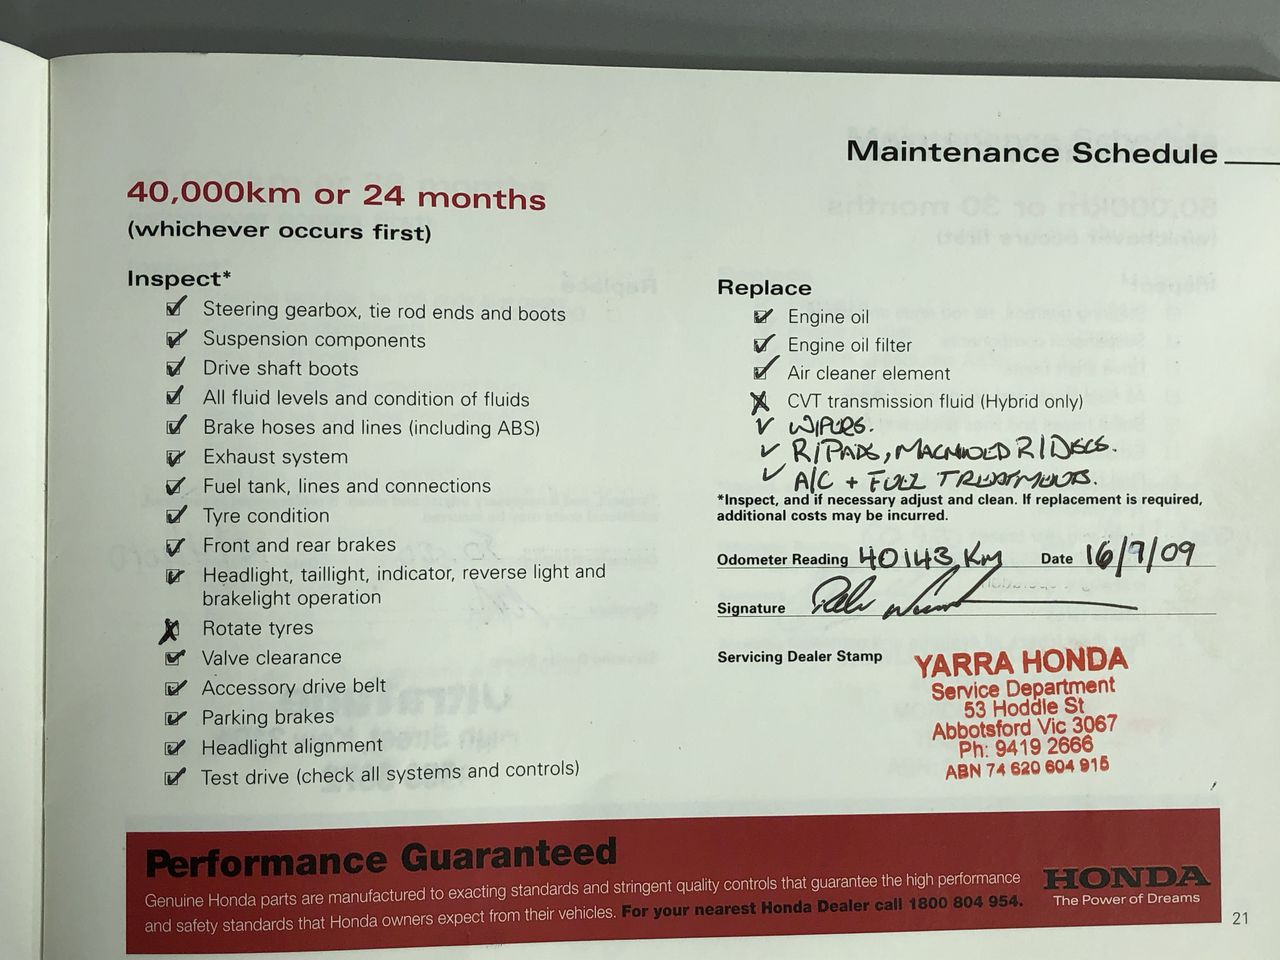 Maintenance Schedule
40,000km or 24 months
(whichever occurs first)
Inspect*
Steering gearbox, tie rod ends and boots
Suspension components
Drive shaft boots
All fluid levels and condition of fluids
Brake hoses and lines (including ABS)
Exhaust system
Fuel tank, lines and connections
Tyre condition
Front and rear brakes
Headlight, taillight, indicator, reverse light and
brakelight operation
Rotate tyres
Valve clearance
Accessory drive belt
Parking brakes
Headlight alignment
Test drive (check all systems and controls)
Replace
Engine oil
Engine oil filter
Air cleaner element
CVT transmission fluid (Hybrid only)
WIPERS.
R/PADS, MACHINED R/DISCS.
A/C + FUEL TREATMENTS.
*Inspect, and if necessary adjust and clean. If replacement is required,
additional costs may be incurred.
Odometer Reading 40143 Km Date 16/7/09
Signature
Servicing Dealer Stamp
YARRA HONDA
Service Department
53 Hoddle St
Abbotsford Vic 3067
Ph: 9419 2666
ABN 74 620 604 915
Performance Guaranteed
Genuine Honda parts are manufactured to exacting standards and stringent quality controls that guarantee the high performance
and safety standards that Honda owners expect from their vehicles. For your nearest Honda Dealer call 1800 804 954.
HONDA
The Power of Dreams
21